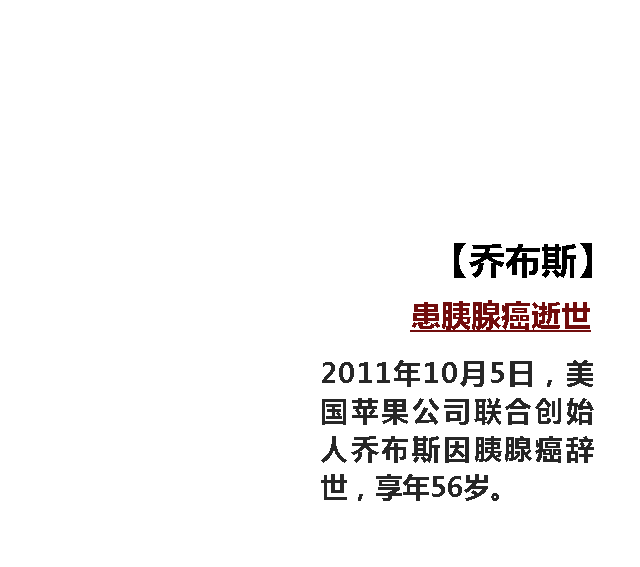 【乔布斯】
患胰腺癌逝世
2011年10月5日，美
国苹果公司联合创始
人乔布斯因胰腺癌辞
世，享年56岁。